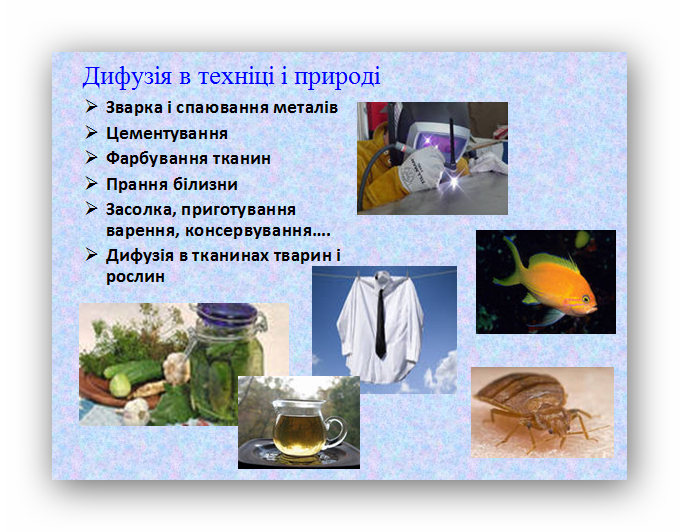 Дифузія в техніці і природі
Зварка і спаювання металів
Цементування
Фарбування тканин
Прання білизни
Засолка, приготування
варення, консервування....
Дифузія в тканинах тварин і
рослин